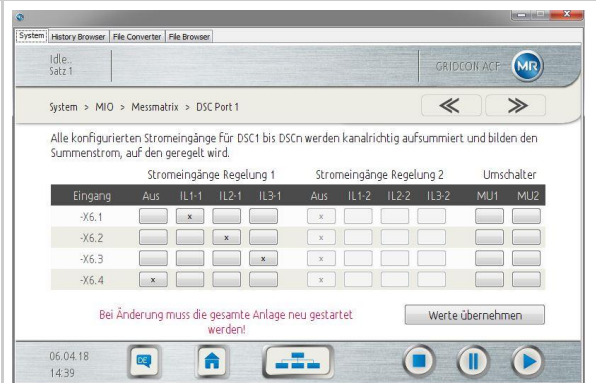 System History Browser File Converter File Browser
Idle..
Satz 1
GRIDCON ACF MR
System > MIO > Messmatrix > DSC Port 1
Alle konfigurierten Stromeingänge für DSC1 bis DSCn werden kanalrichtig aufsummiert und bilden den
Summenstrom, auf den geregelt wird.
Stromeingänge Regelung 1 Stromeingänge Regelung 2 Umschalter
Eingang Aus IL1-1 IL2-1 IL3-1 Aus IL1-2 IL2-2 IL3-2 MU1 MU2
-X6.1 x x
-X6.2 x x
-X6.3 x x
-X6.4 x x
Bei Änderung muss die gesamte Anlage neu gestartet
werden!
Werte übernehmen
06.04.18
14:39
DE